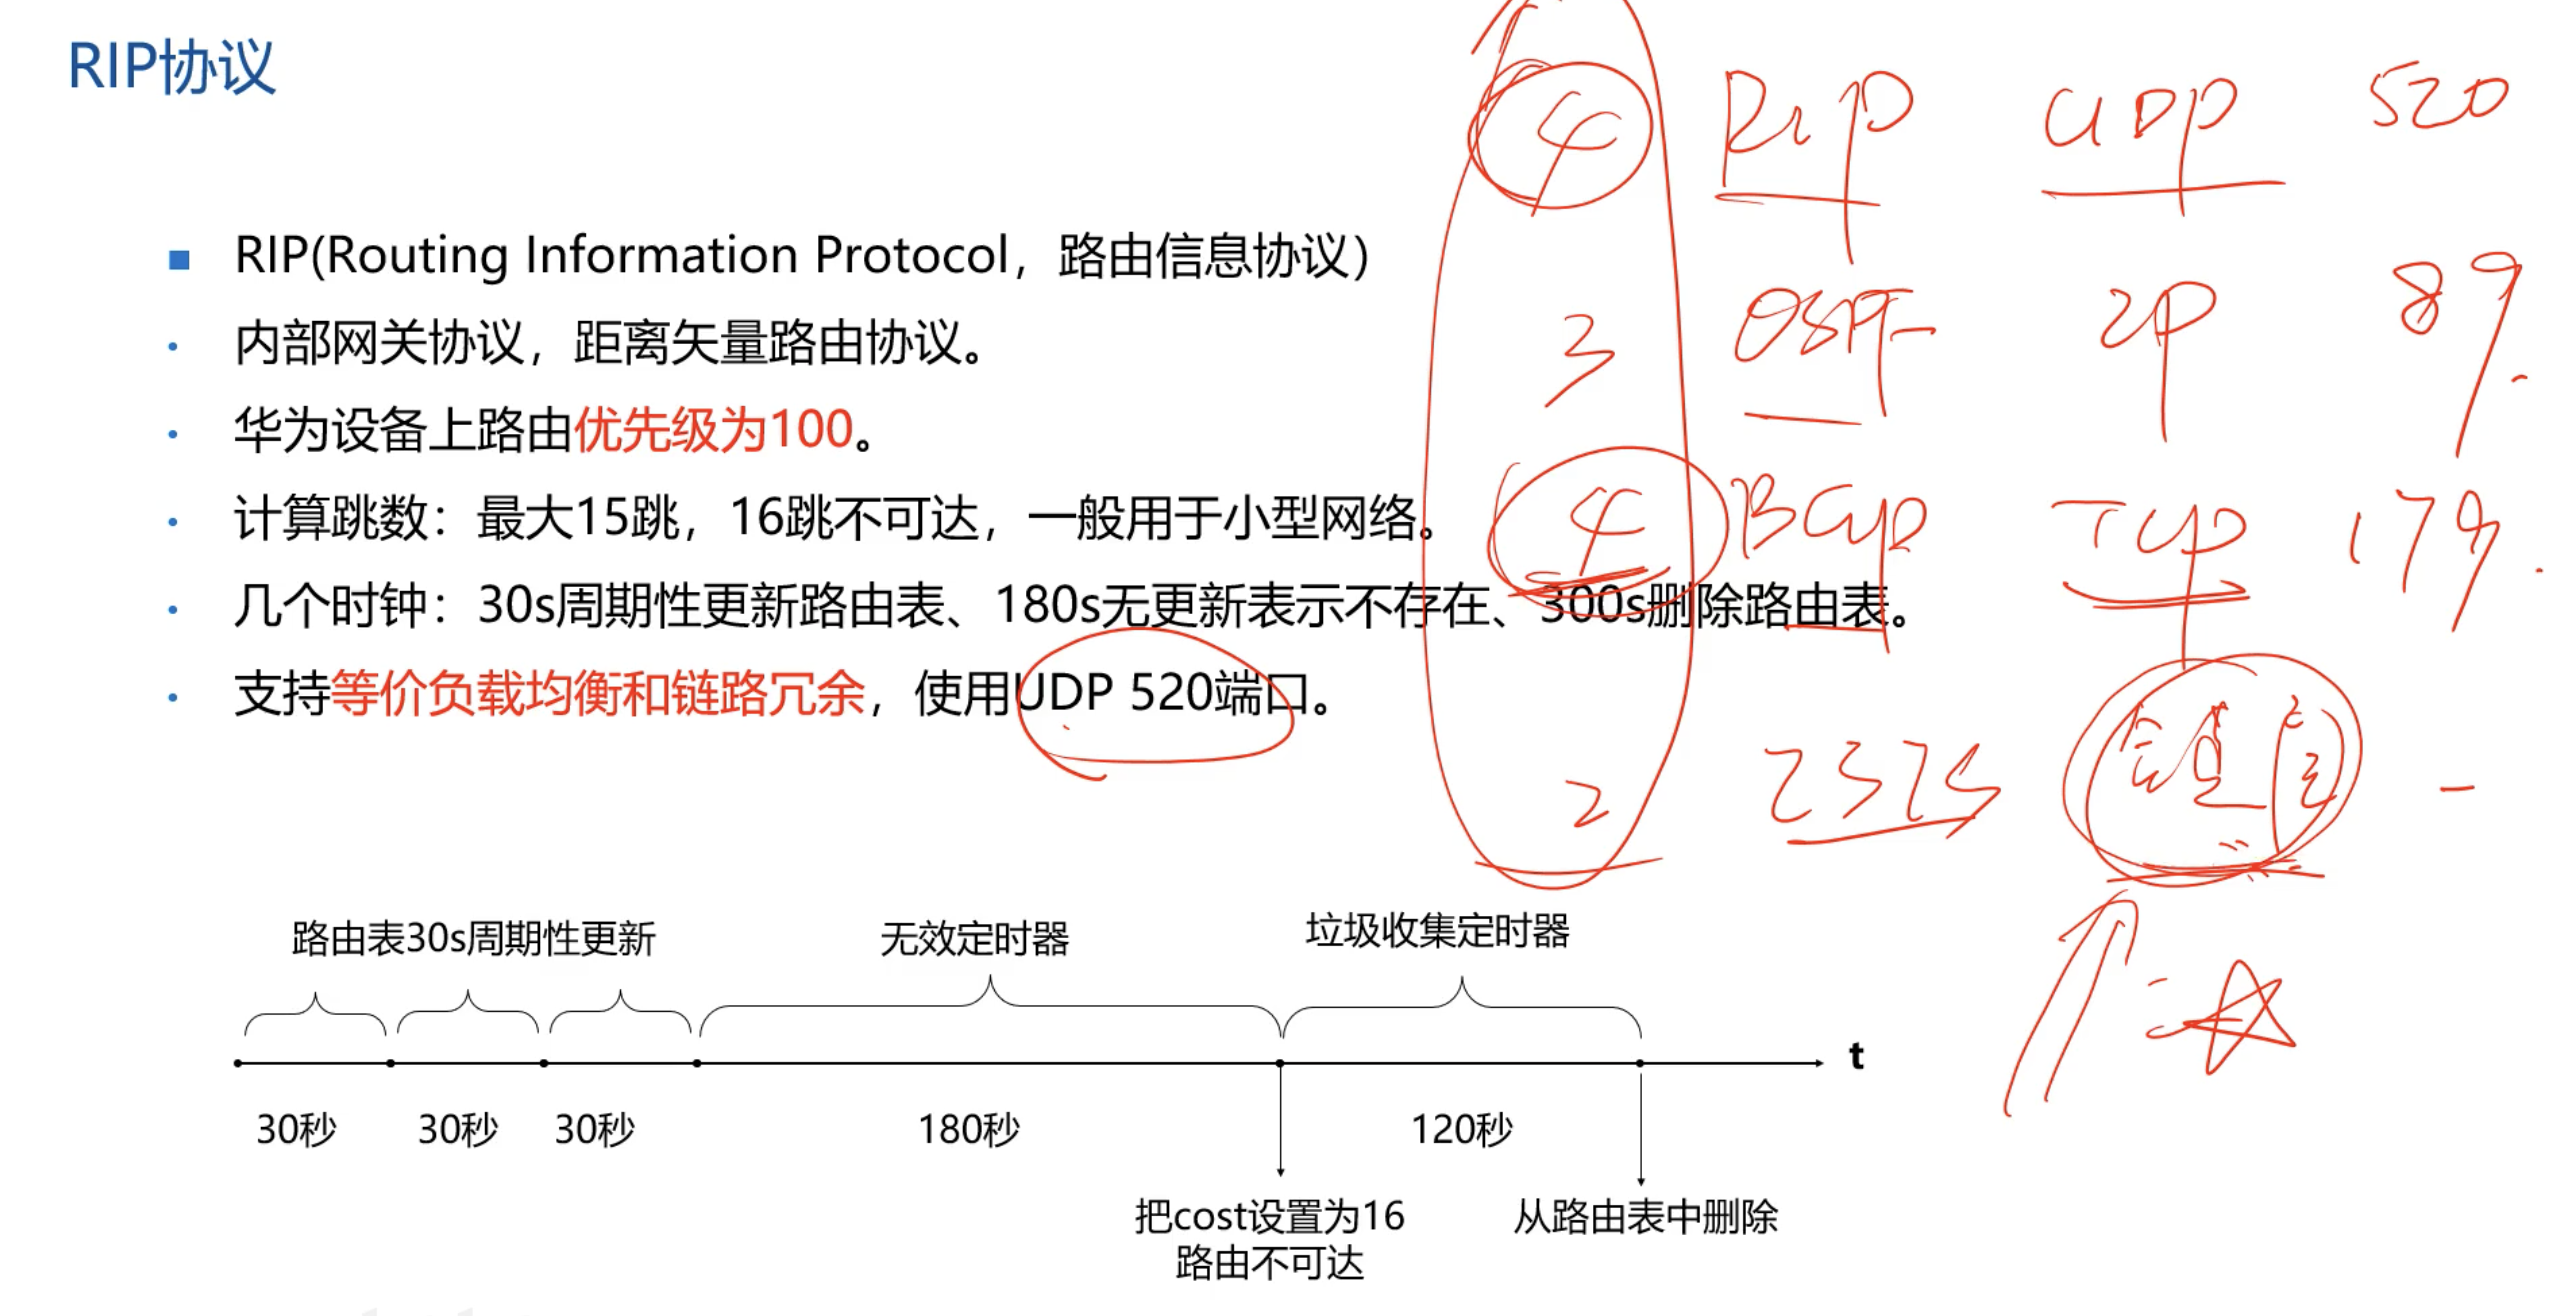 RIP协议
4 RIP UDP 520
RIP(Routing Information Protocol，路由信息协议)
3 OSPF IP 89
内部网关协议，距离矢量路由协议。
华为设备上路由优先级为100。
4 BGP TCP 179
计算跳数：最大15跳，16跳不可达，一般用于小型网络。
几个时钟：30s周期性更新路由表、180s无更新表示不存在、300s删除路由表。
支持等价负载均衡和链路冗余，使用UDP 520端口。
2 ISIS
路由表30s周期性更新 无效定时器 垃圾收集定时器
t
30秒 30秒 30秒 180秒 120秒
把cost设置为16 从路由表中删除
路由不可达